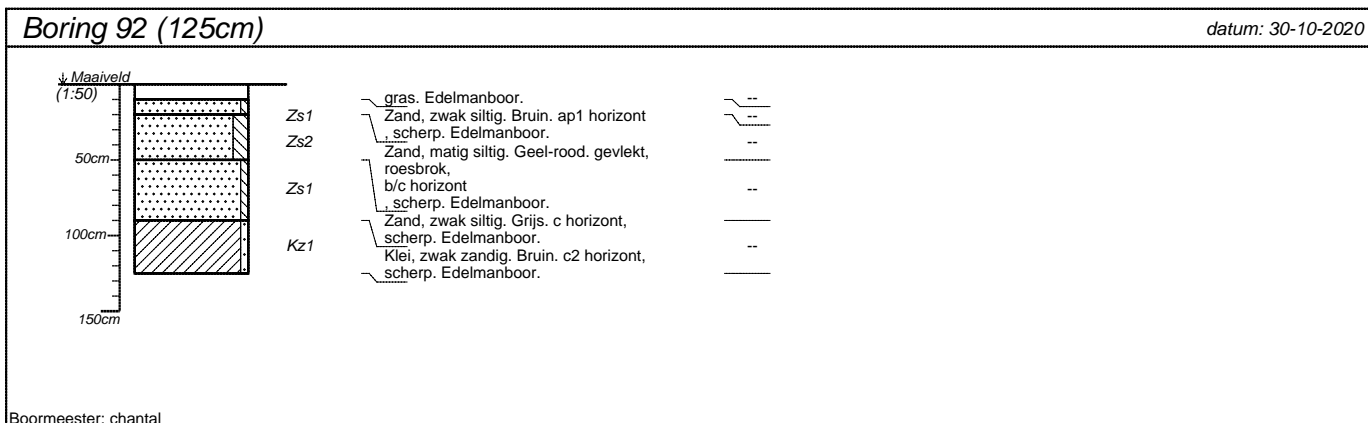 Boring 92 (125cm)
datum: 30-10-2020
Maaiveld
(1:50)
gras. Edelmanboor.
--
Zs1
Zand, zwak siltig. Bruin. ap1 horizont
--
, scherp. Edelmanboor.
Zs2
--
Zand, matig siltig. Geel-rood. gevlekt,
50cm
roesbrok,
b/c horizont
Zs1
--
, scherp. Edelmanboor.
Zand, zwak siltig. Grijs. c horizont,
100cm
scherp. Edelmanboor.
Kz1
--
Klei, zwak zandig. Bruin. c2 horizont,
scherp. Edelmanboor.
150cm
Boormeester: chantal